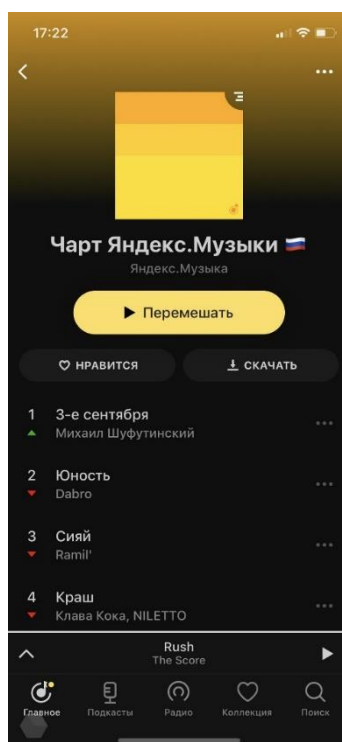 17:22
Чарт Яндекс.Музыки
Яндекс.Музыка
Перемешать
НРАВИТСЯ
СКАЧАТЬ
1 3-е сентября
Михаил Шуфутинский
2 Юность
Dabro
3 Сияй
Ramil'
4 Краш
Клава Кока, NILETTO
Rush
The Score
Главное Подкасты Радио Коллекция Поиск